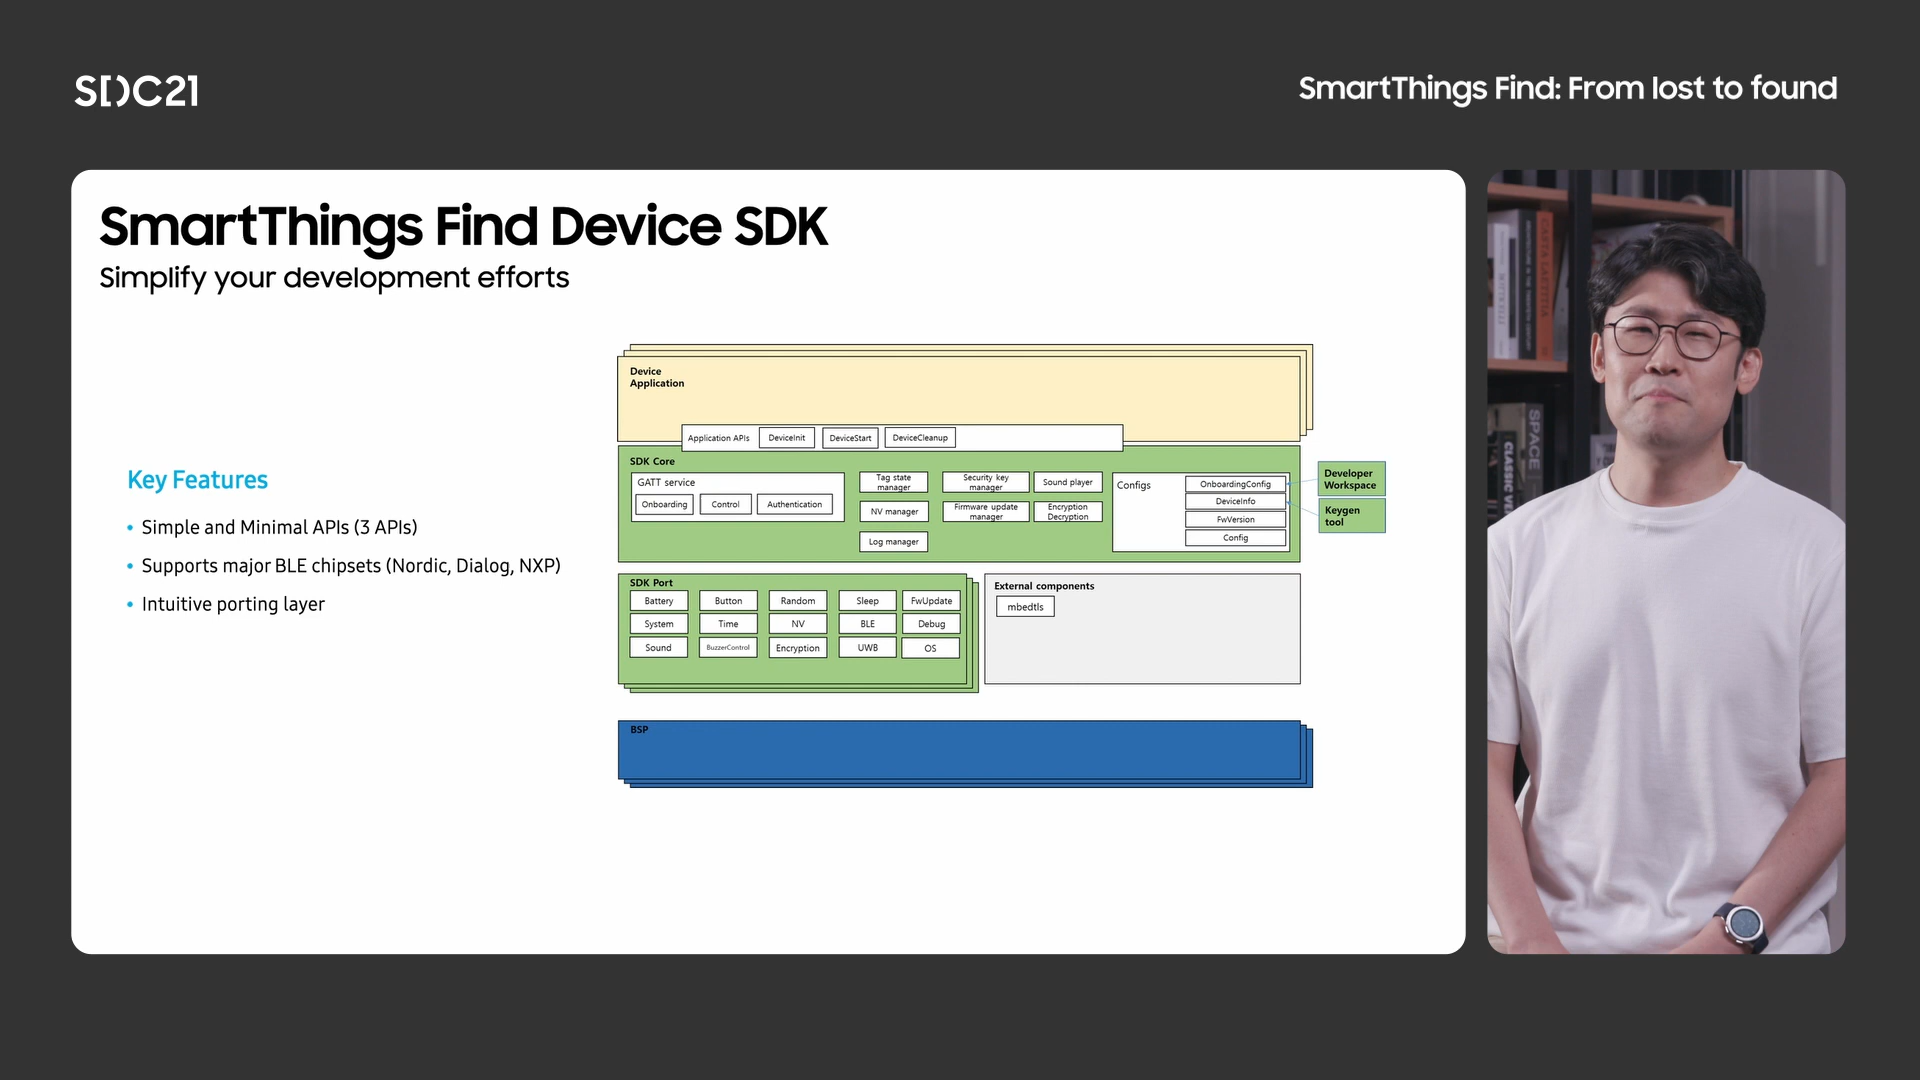 SDC21
SmartThings Find: From lost to found
SmartThings Find Device SDK
Simplify your development efforts
Key Features
• Simple and Minimal APIs (3 APIs)
• Supports major BLE chipsets (Nordic, Dialog, NXP)
• Intuitive porting layer
Device
Application
Application APIs
DeviceInit
DeviceStart
DeviceCleanup
SDK Core
GATT service
Onboarding
Control
Authentication
Tag state
manager
NV manager
Log manager
Security key
manager
Firmware update
manager
Sound player
Encryption
Decryption
Configs
OnboardingConfig
DeviceInfo
FwVersion
Config
Developer
Workspace
Keygen
tool
SDK Port
Battery
Button
Random
Sleep
FwUpdate
System
Time
NV
BLE
Debug
Sound
BuzzerControl
Encryption
UWB
OS
External components
mbedtls
BSP
CARTA
SPACE
CLASSIC